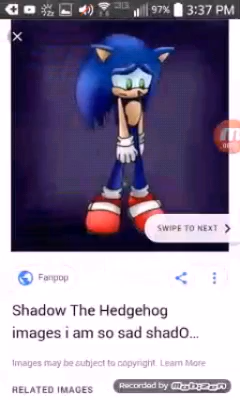 97% 3:37 PM
SWIPE TO NEXT
Fanpop
Shadow The Hedgehog
images i am so sad shadO...
Images may be subject to copyright. Learn More
RELATED IMAGES
Recorded by Mobizen